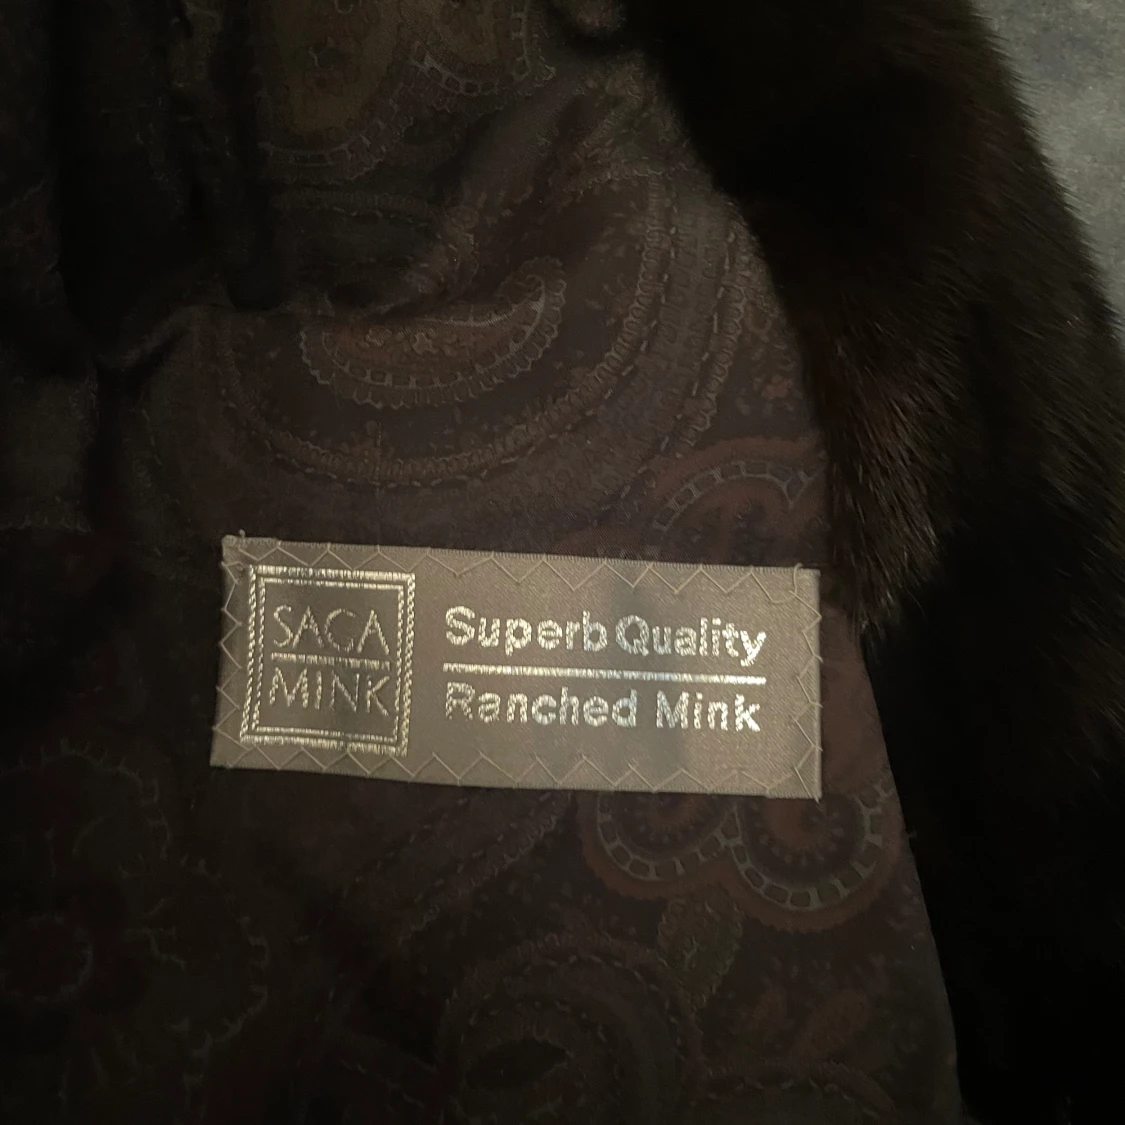 SAGA
MINK
Superb Quality
Ranched Mink